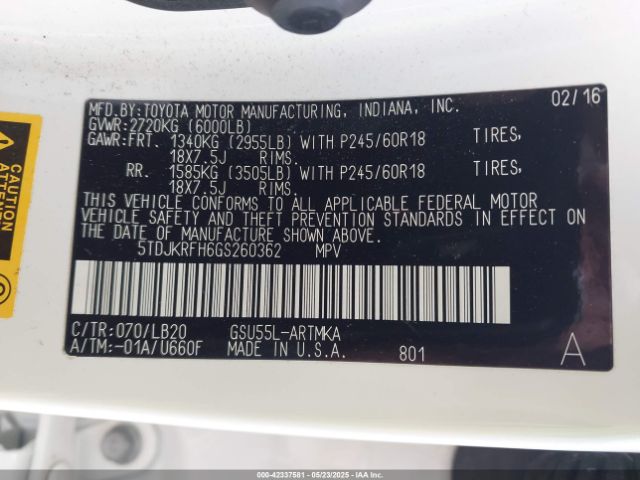 MFD.BY:TOYOTA MOTOR MANUFACTURING, INDIANA, INC. 02/16
GVWR:2720KG (6000LB)
GAWR:FRT. 1340KG (2955LB) WITH P245/60R18 TIRES,
18X7.5J RIMS.
RR. 1585KG (3505LB) WITH P245/60R18 TIRES,
18X7.5J RIMS.
THIS VEHICLE CONFORMS TO ALL APPLICABLE FEDERAL MOTOR
VEHICLE SAFETY AND THEFT PREVENTION STANDARDS IN EFFECT ON
THE DATE OF MANUFACTURE SHOWN ABOVE.
5TDJKRFH6GS260362 MPV
C/TR:070/LB20 GSU55L-ARTMKA
A/TM:-01A/U660F MADE IN U.S.A. 801 A
CAUTION
ATTENTION
000-42337581 - 05/23/2025 - IAAI.COM